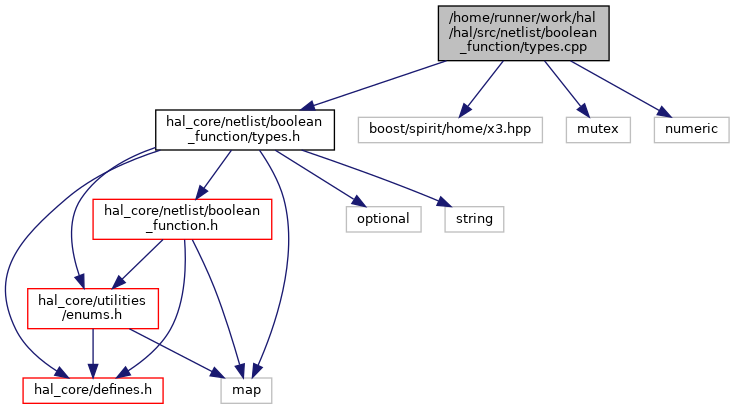 /home/runner/work/hal
/hal/src/netlist/boolean
_function/types.cpp
hal_core/netlist/boolean
_function/types.h
boost/spirit/home/x3.hpp
mutex
numeric
hal_core/netlist/boolean
_function.h
optional
string
hal_core/utilities
/enums.h
hal_core/defines.h
map